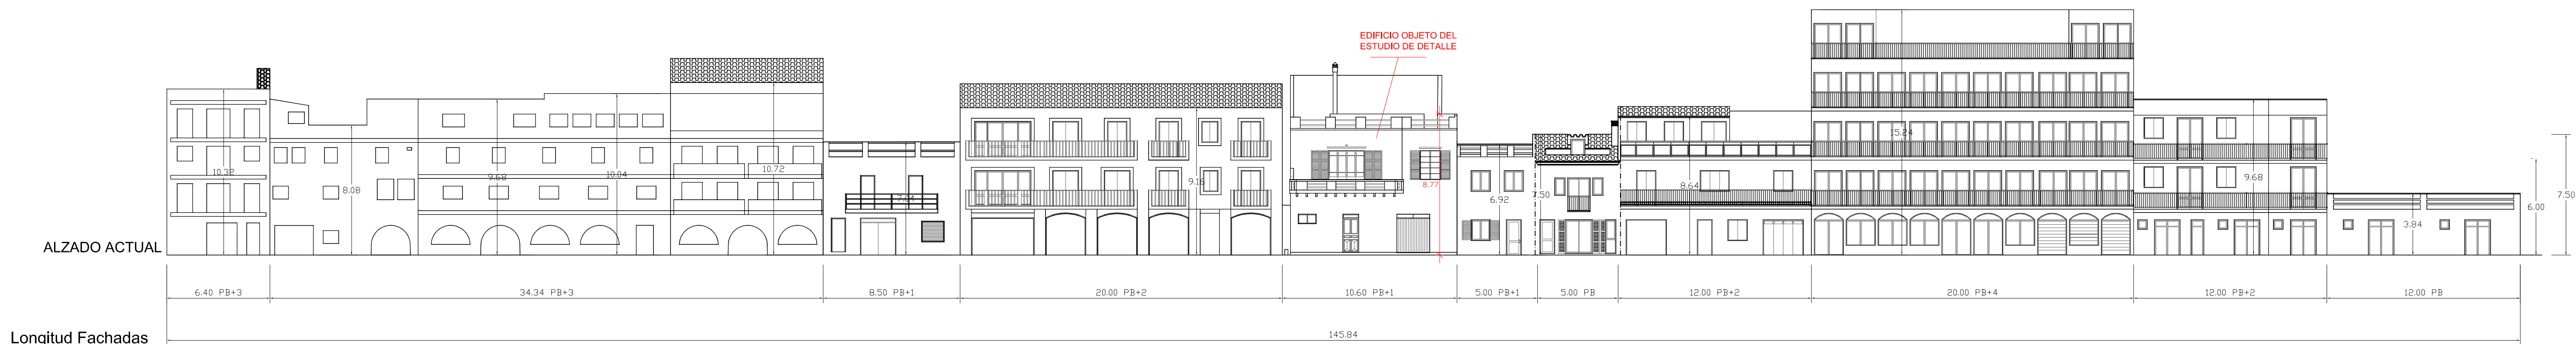 EDIFICIO OBJETO DEL
ESTUDIO DE DETALLE
10.32
8.08
9.68
10.04
10.72
7.04
9.16
8.77
6.92
7.50
8.64
15.24
9.68
3.84
6.00
7.50
ALZADO ACTUAL
6.40 PB+3
34.34 PB+3
8.50 PB+1
20.00 PB+2
10.60 PB+1
5.00 PB+1
5.00 PB
12.00 PB+2
20.00 PB+4
12.00 PB+2
12.00 PB
145.84
Longitud Fachadas